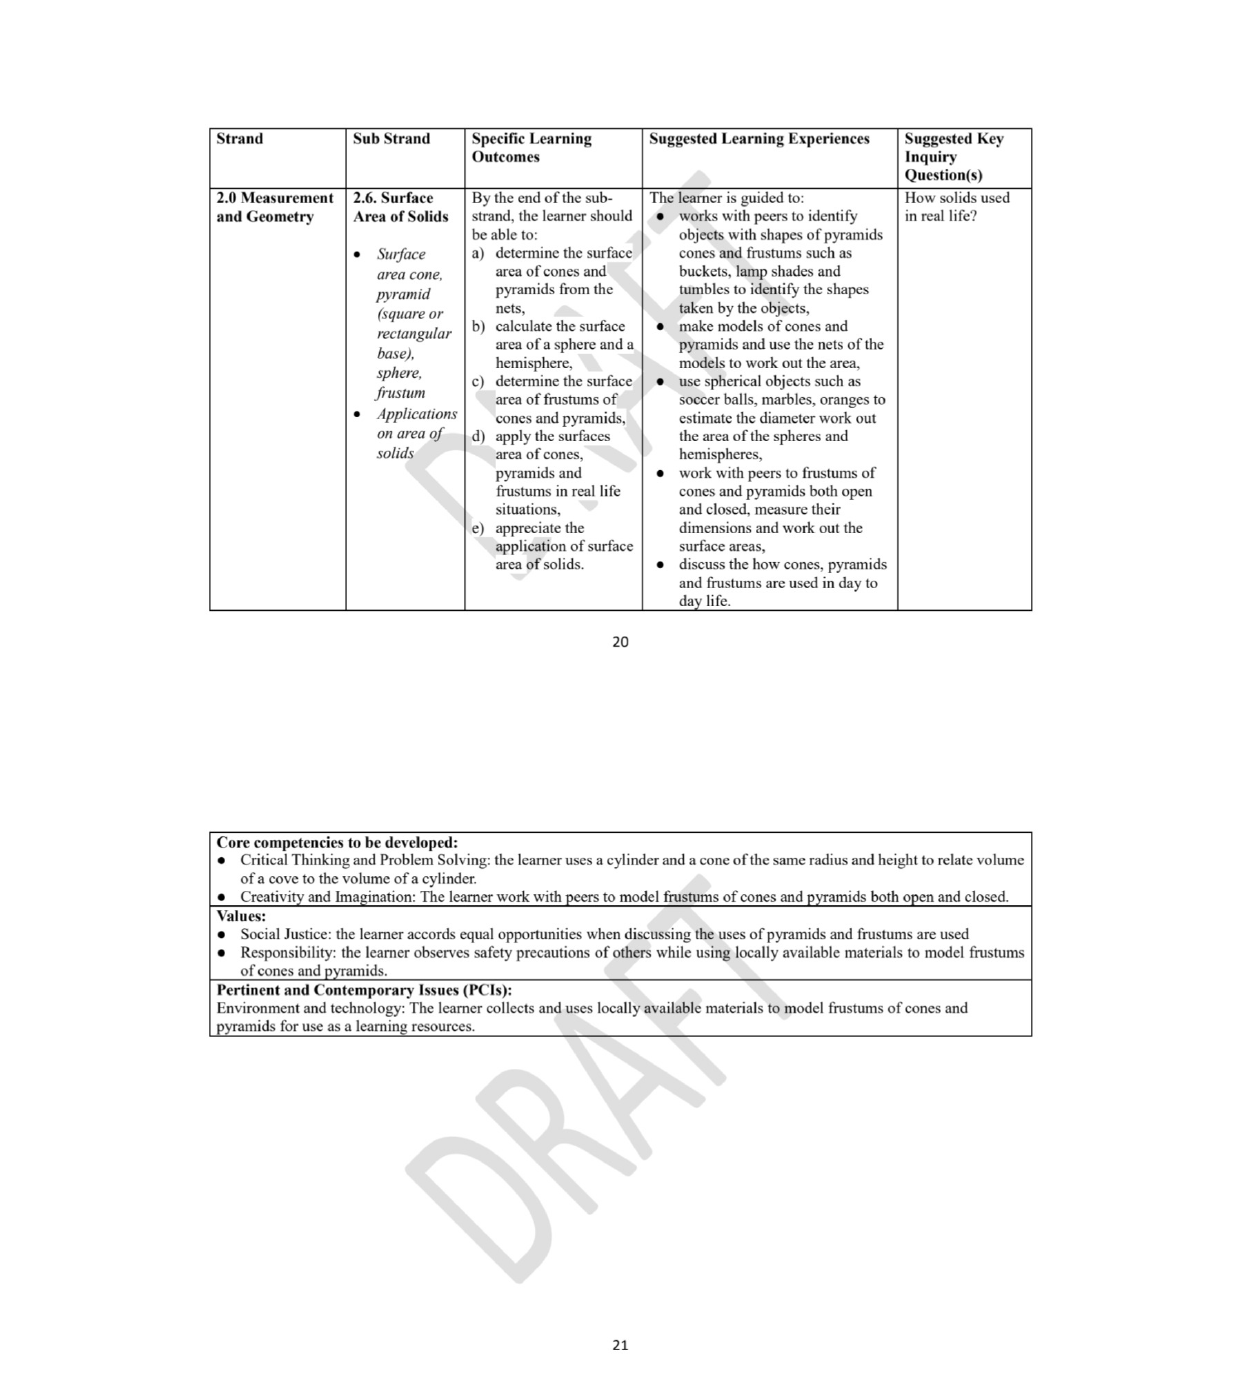 Strand
Sub Strand
Specific Learning
Outcomes
Suggested Learning Experiences
Suggested Key
Inquiry
Question(s)
2.0 Measurement
and Geometry
2.6. Surface
Area of Solids
● Surface
area cone,
pyramid
(square or
rectangular
base),
sphere,
frustum
● Applications
on area of
solids
By the end of the sub-
strand, the learner should
be able to:
a) determine the surface
area of cones and
pyramids from the
nets,
b) calculate the surface
area of a sphere and a
hemisphere,
c) determine the surface
area of frustums of
cones and pyramids,
d) apply the surfaces
area of cones,
pyramids and
frustums in real life
situations,
e) appreciate the
application of surface
area of solids.
The learner is guided to:
● works with peers to identify
objects with shapes of pyramids
cones and frustums such as
buckets, lamp shades and
tumbles to identify the shapes
taken by the objects,
● make models of cones and
pyramids and use the nets of the
models to work out the area,
● use spherical objects such as
soccer balls, marbles, oranges to
estimate the diameter work out
the area of the spheres and
hemispheres,
● work with peers to frustums of
cones and pyramids both open
and closed, measure their
dimensions and work out the
surface areas,
● discuss the how cones, pyramids
and frustums are used in day to
day life.
How solids used
in real life?
DRAFT
20
Core competencies to be developed:
● Critical Thinking and Problem Solving: the learner uses a cylinder and a cone of the same radius and height to relate volume
of a cove to the volume of a cylinder.
● Creativity and Imagination: The learner work with peers to model frustums of cones and pyramids both open and closed.
Values:
● Social Justice: the learner accords equal opportunities when discussing the uses of pyramids and frustums are used
● Responsibility: the learner observes safety precautions of others while using locally available materials to model frustums
of cones and pyramids.
Pertinent and Contemporary Issues (PCIs):
Environment and technology: The learner collects and uses locally available materials to model frustums of cones and
pyramids for use as a learning resources.
DRAFT
21